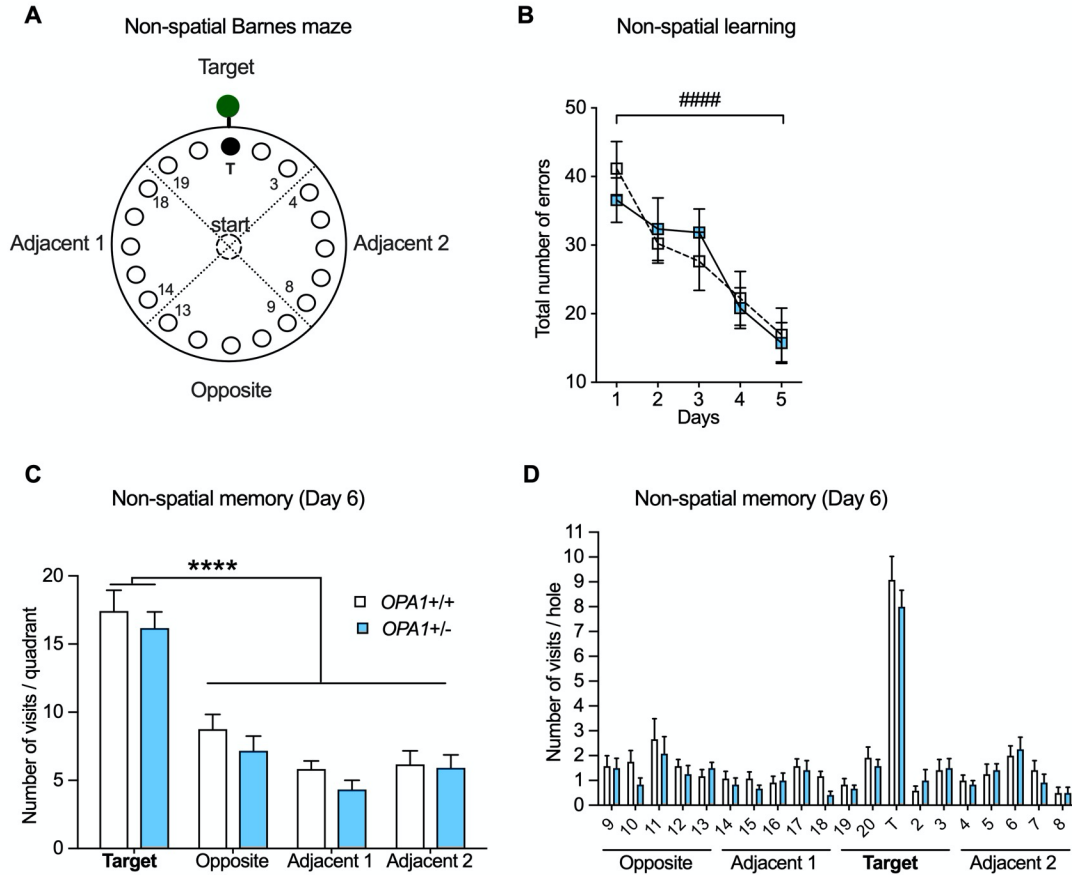 A
Non-spatial Barnes maze
Target
T
19
3
18
4
start
Adjacent 1
Adjacent 2
14
8
13
9
Opposite
B
Non-spatial learning
####
50
40
30
20
10
Total number of errors
1 2 3 4 5
Days
C
Non-spatial memory (Day 6)
****
20
15
10
5
0
Number of visits / quadrant
OPA1+/+
OPA1+/-
Target Opposite Adjacent 1 Adjacent 2
D
Non-spatial memory (Day 6)
11
10
9
8
7
6
5
4
3
2
1
0
Number of visits / hole
9 10 11 12 13 14 15 16 17 18 19 20 T 2 3 4 5 6 7 8
Opposite Adjacent 1 Target Adjacent 2